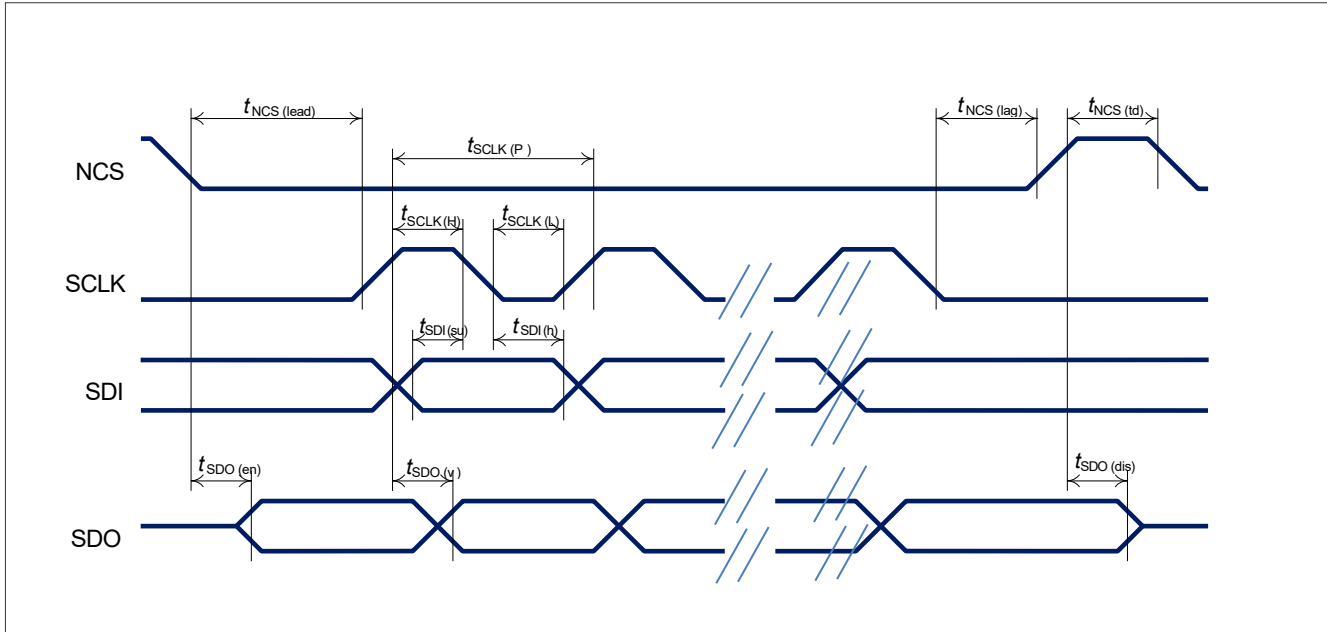 tNCS (lead)
tNCS (lag)
tNCS (td)
tSCLK (P )
NCS
tSCLK (H)
tSCLK (L)
SCLK
tSDI (su)
tSDI (h)
SDI
tSDO (en)
tSDO (v )
tSDO (dis)
SDO